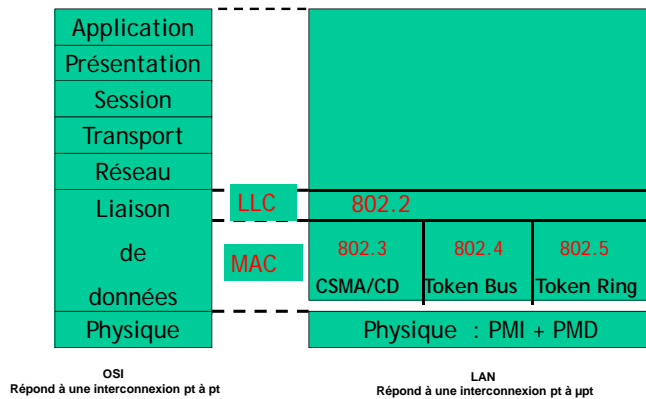 Application
Présentation
Session
Transport
Réseau
Liaison
de
données
Physique
LLC
MAC
802.2
802.3
802.4
802.5
CSMA/CD
Token Bus
Token Ring
Physique : PMI + PMD
OSI
Répond à une interconnexion pt à pt
LAN
Répond à une interconnexion pt à µpt